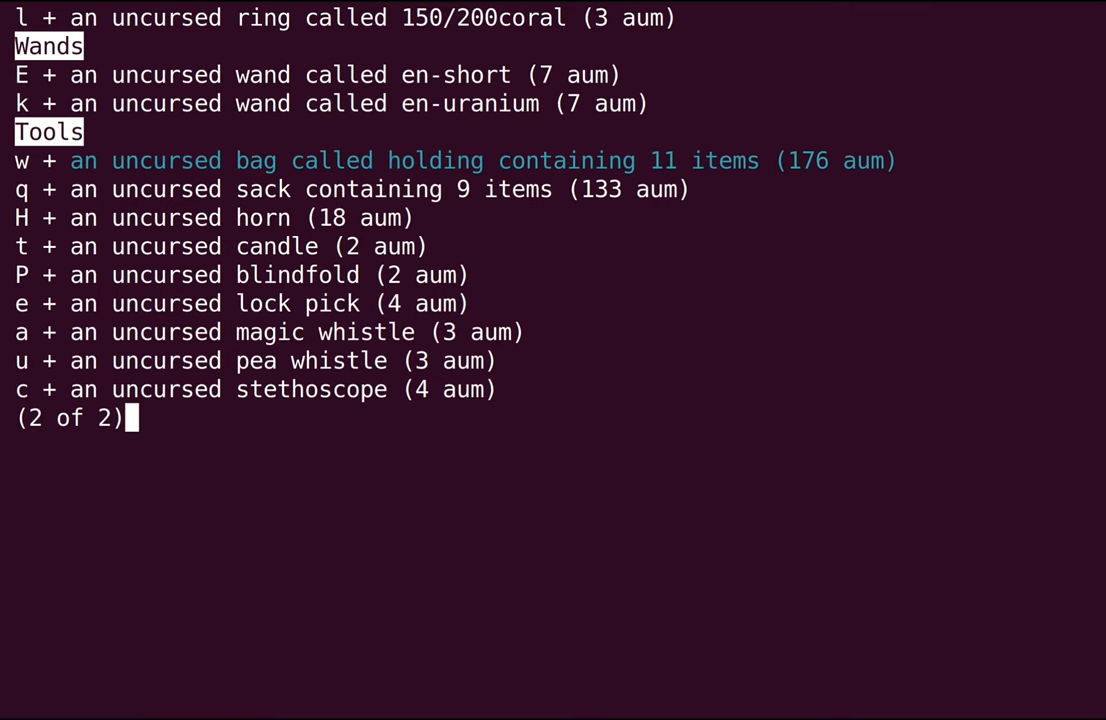 l + an uncursed ring called 150/200coral (3 aum)
Wands
E + an uncursed wand called en-short (7 aum)
k + an uncursed wand called en-uranium (7 aum)
Tools
w + an uncursed bag called holding containing 11 items (176 aum)
q + an uncursed sack containing 9 items (133 aum)
H + an uncursed horn (18 aum)
t + an uncursed candle (2 aum)
P + an uncursed blindfold (2 aum)
e + an uncursed lock pick (4 aum)
a + an uncursed magic whistle (3 aum)
u + an uncursed pea whistle (3 aum)
c + an uncursed stethoscope (4 aum)
(2 of 2)